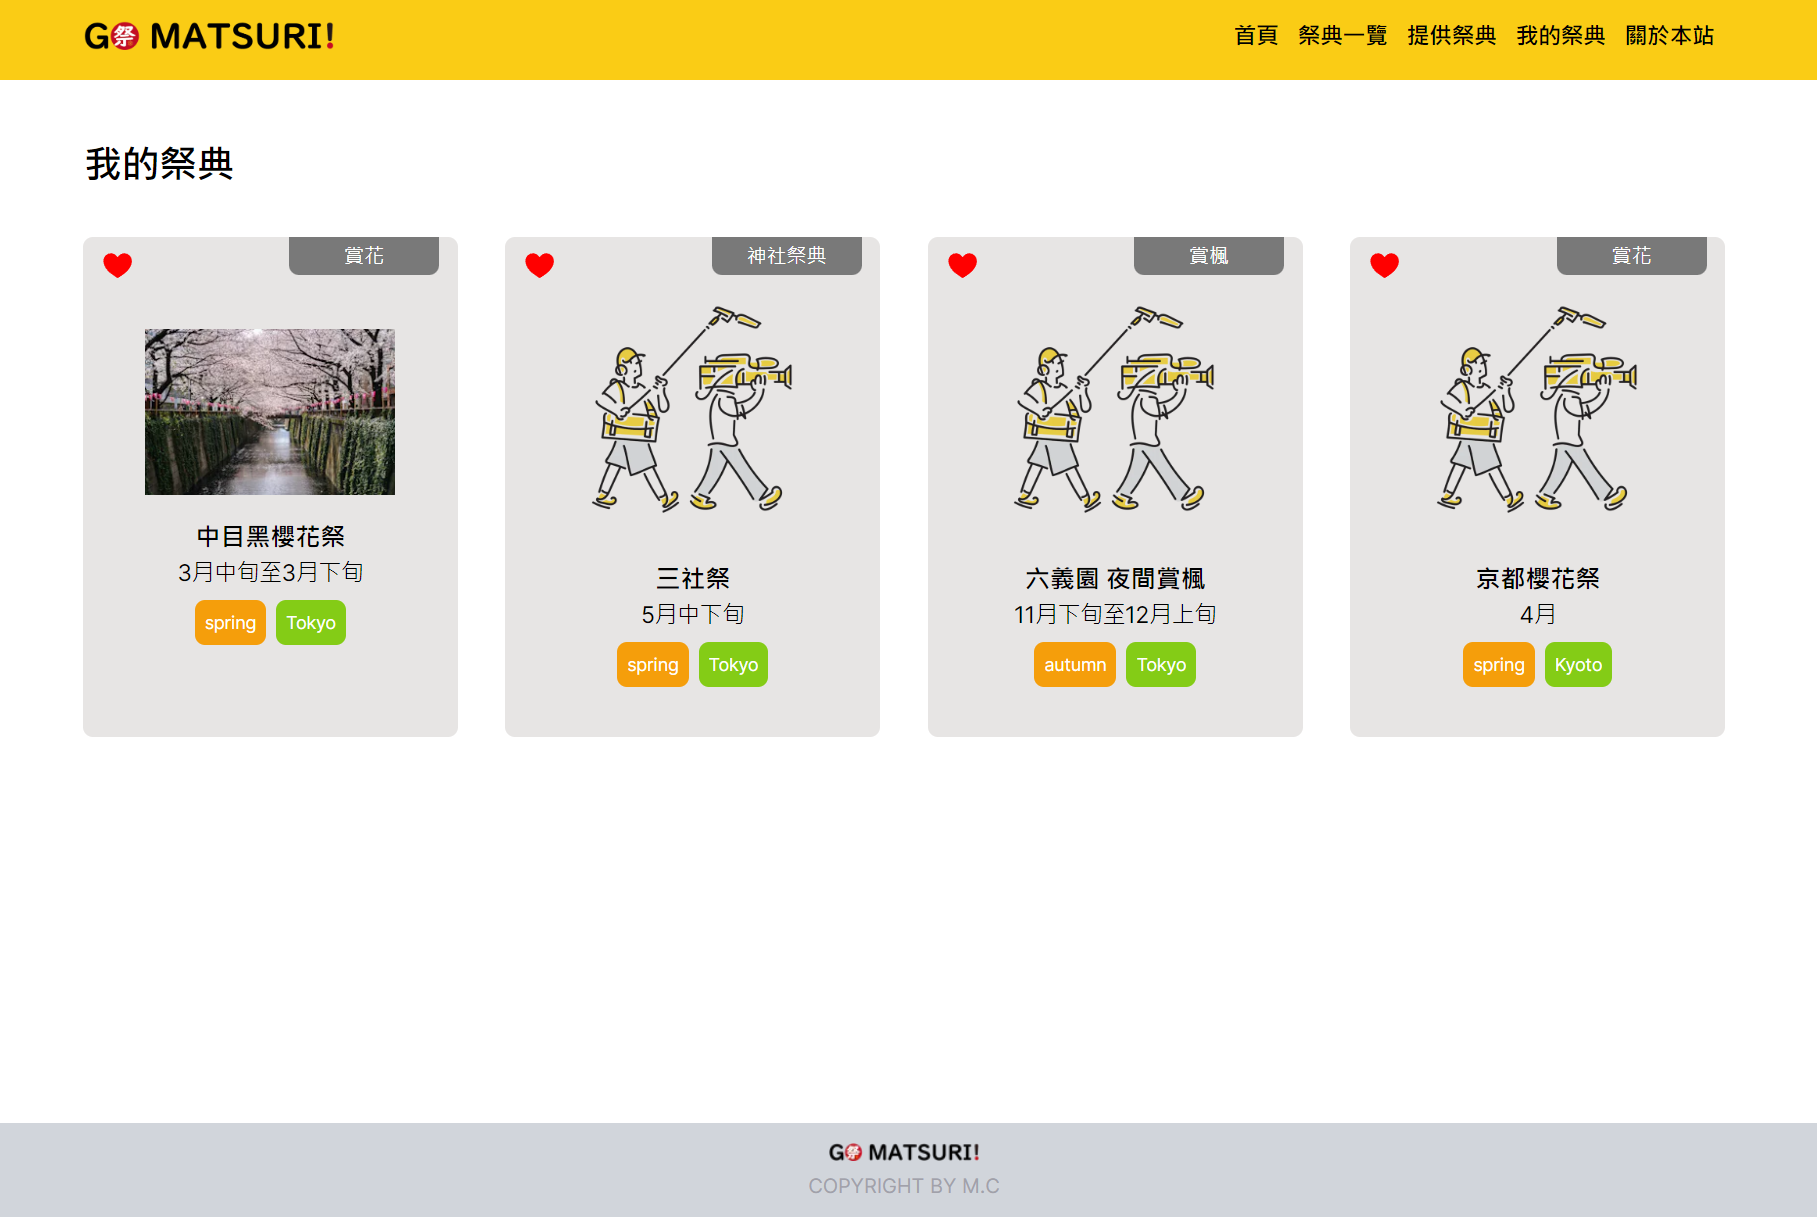 G祭 MATSURI!
首頁 祭典一覽 提供祭典 我的祭典 關於本站
我的祭典
賞花
中目黑櫻花祭
3月中旬至3月下旬
spring Tokyo
神社祭典
三社祭
5月中下旬
spring Tokyo
賞楓
六義園 夜間賞楓
11月下旬至12月上旬
autumn Tokyo
賞花
京都櫻花祭
4月
spring Kyoto
G祭 MATSURI!
COPYRIGHT BY M.C